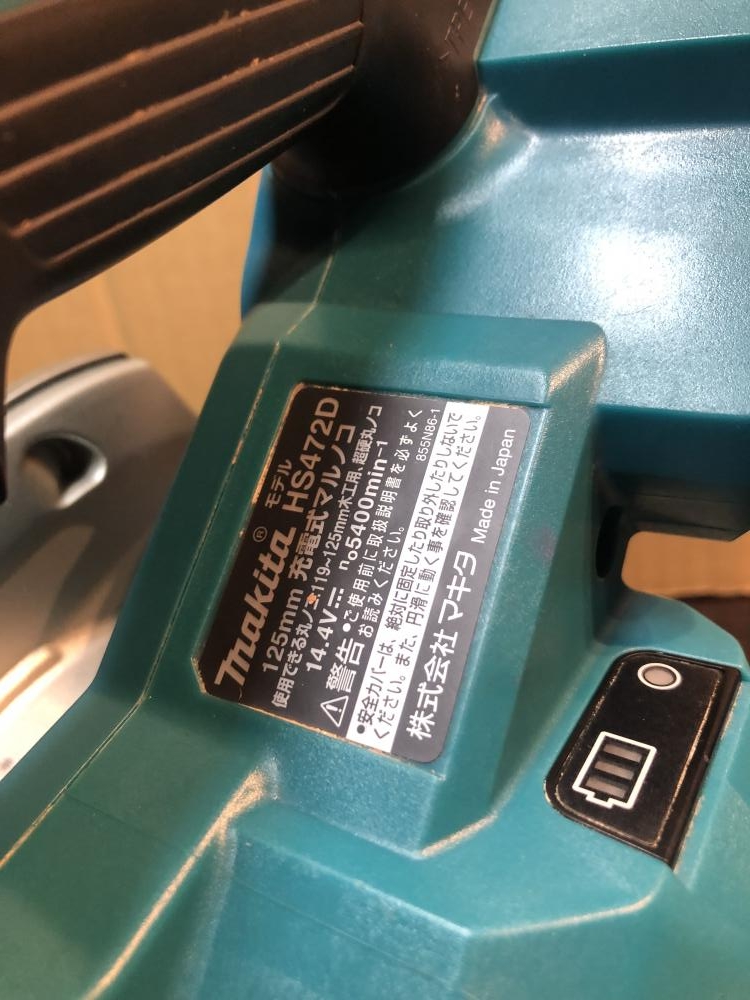 makita® モデル HS472D
125mm 充電式マルノコ
使用できる丸ノコ:119~125mm木工用、超硬丸ノコ
14.4V n₀5400min⁻¹
警告 •ご使用前に取扱説明書を必ずよく
お読みください。
855N86-1
•安全カバーは、絶対に固定したり取り外したりしないで
ください。また、円滑に動く事を確認してください。
株式会社 マキタ Made in Japan